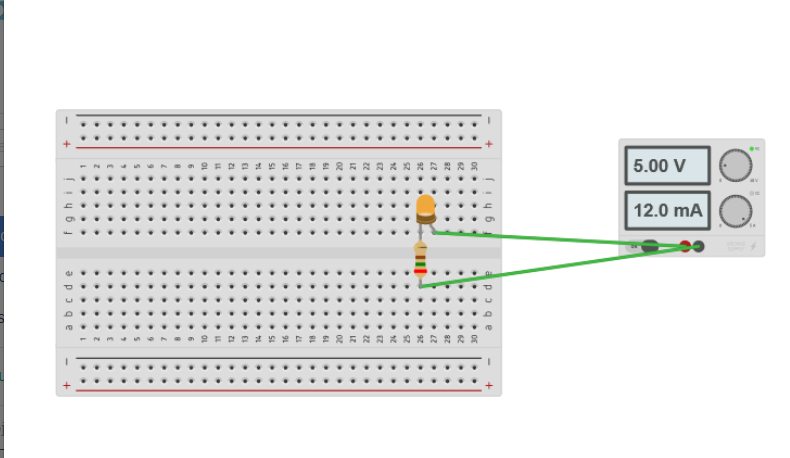 − −
+ +
1 2 3 4 5 6 7 8 9 10 11 12 13 14 15 16 17 18 19 20 21 22 23 24 25 26 27 28 29 30
j j
i i
h h
g g
f f
e e
d d
c c
b b
a a
1 2 3 4 5 6 7 8 9 10 11 12 13 14 15 16 17 18 19 20 21 22 23 24 25 26 27 28 29 30
− −
+ +
5.00 V
12.0 mA